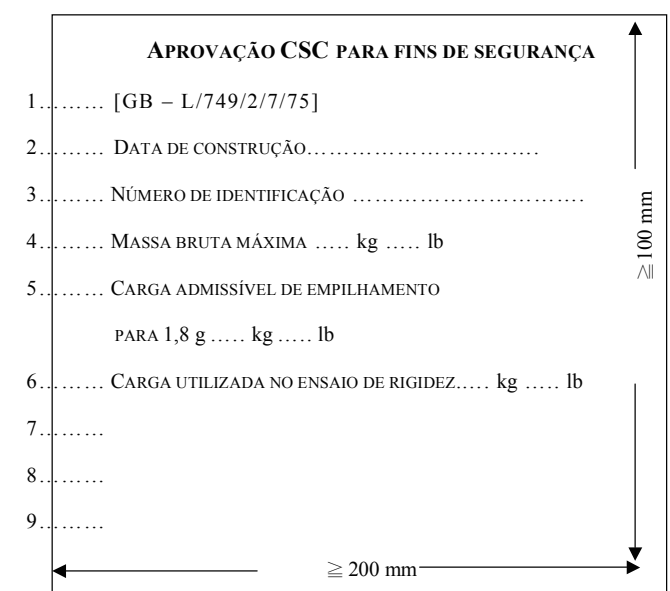 APROVAÇÃO CSC PARA FINS DE SEGURANÇA
1……… [GB – L/749/2/7/75]
2……… DATA DE CONSTRUÇÃO………………………….
3……… NÚMERO DE IDENTIFICAÇÃO ………………………….
4……… MASSA BRUTA MÁXIMA ….. kg ….. lb
5……… CARGA ADMISSÍVEL DE EMPILHAMENTO
PARA 1,8 g ….. kg ….. lb
6……… CARGA UTILIZADA NO ENSAIO DE RIGIDEZ….. kg ….. lb
7………
8………
9………
≧ 200 mm
≧100 mm